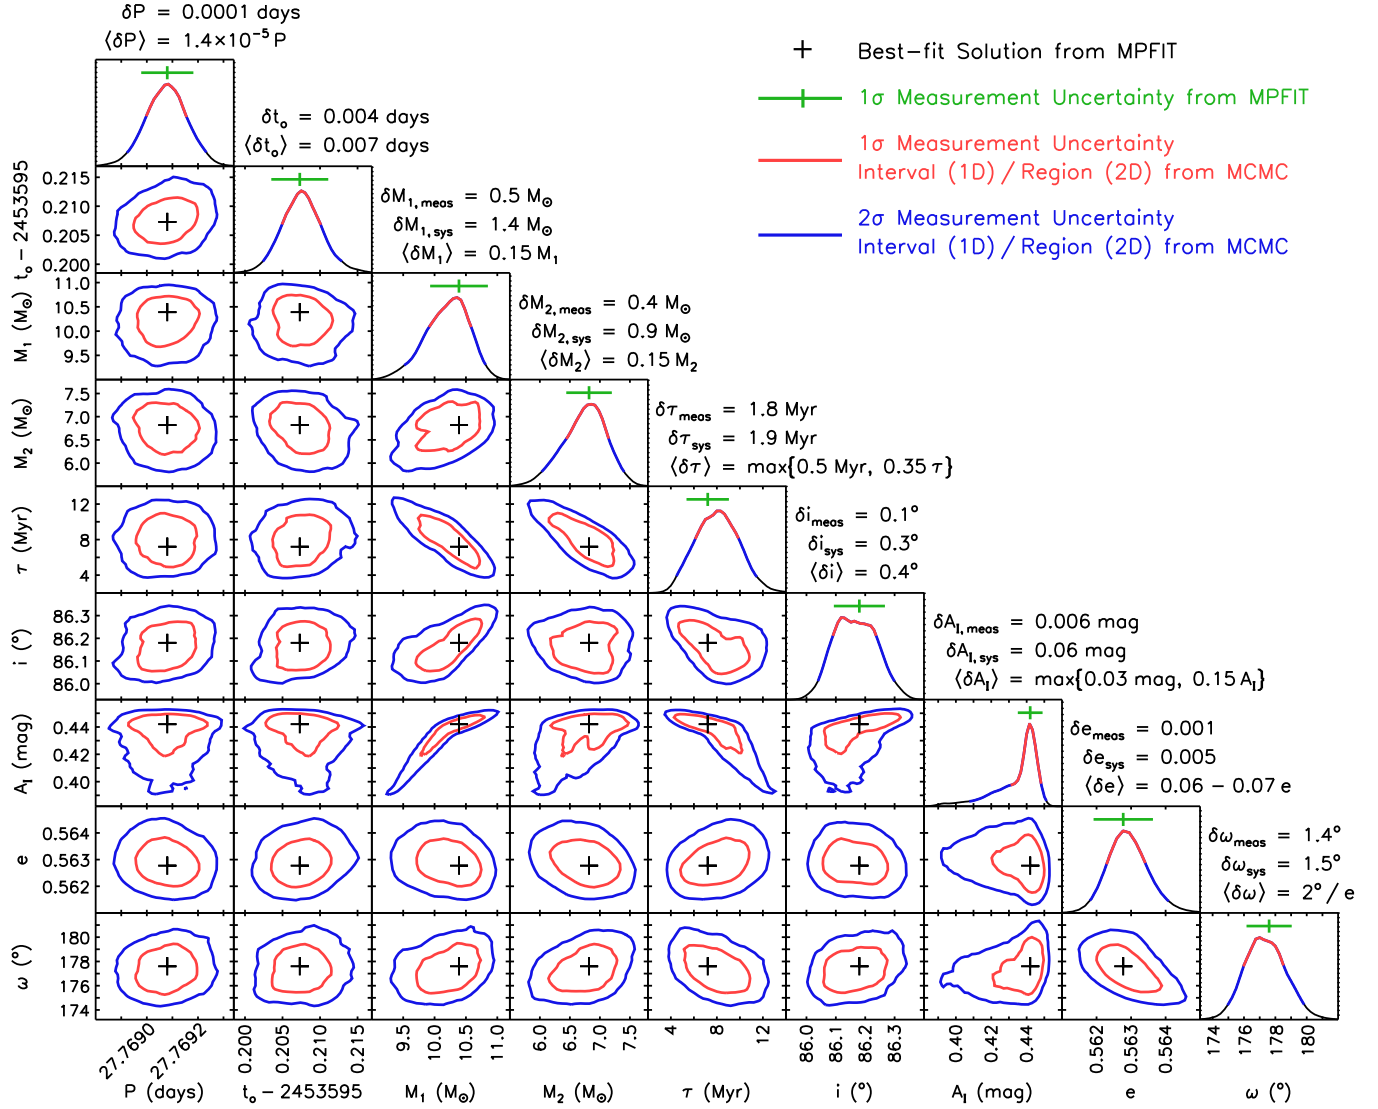 δP = 0.0001 days
⟨δP⟩ = 1.4×10⁻⁵ P
+ Best-fit Solution from MPFIT
1σ Measurement Uncertainty from MPFIT
1σ Measurement Uncertainty
Interval (1D) / Region (2D) from MCMC
2σ Measurement Uncertainty
Interval (1D) / Region (2D) from MCMC
δtₒ = 0.004 days
⟨δtₒ⟩ = 0.007 days
δM₁,meas = 0.5 M⊙
δM₁,sys = 1.4 M⊙
⟨δM₁⟩ = 0.15 M₁
δM₂,meas = 0.4 M⊙
δM₂,sys = 0.9 M⊙
⟨δM₂⟩ = 0.15 M₂
δτmeas = 1.8 Myr
δτsys = 1.9 Myr
⟨δτ⟩ = max{0.5 Myr, 0.35 τ}
δimeas = 0.1°
δisys = 0.3°
⟨δi⟩ = 0.4°
δAI,meas = 0.006 mag
δAI,sys = 0.06 mag
⟨δAI⟩ = max{0.03 mag, 0.15 AI}
δemeas = 0.001
δesys = 0.005
⟨δe⟩ = 0.06 – 0.07 e
δωmeas = 1.4°
δωsys = 1.5°
⟨δω⟩ = 2° / e
tₒ – 2453595
0.215
0.210
0.205
0.200
M₁ (M⊙)
11.0
10.5
10.0
9.5
M₂ (M⊙)
7.5
7.0
6.5
6.0
τ (Myr)
12
8
4
i (°)
86.3
86.2
86.1
86.0
AI (mag)
0.44
0.42
0.40
e
0.564
0.563
0.562
ω (°)
180
178
176
174
27.7690 27.7692
0.200 0.205 0.210 0.215
9.5 10.0 10.5 11.0
6.0 6.5 7.0 7.5
4 8 12
86.0 86.1 86.2 86.3
0.40 0.42 0.44
0.562 0.563 0.564
174 176 178 180
P (days)
tₒ – 2453595
M₁ (M⊙)
M₂ (M⊙)
τ (Myr)
i (°)
AI (mag)
e
ω (°)